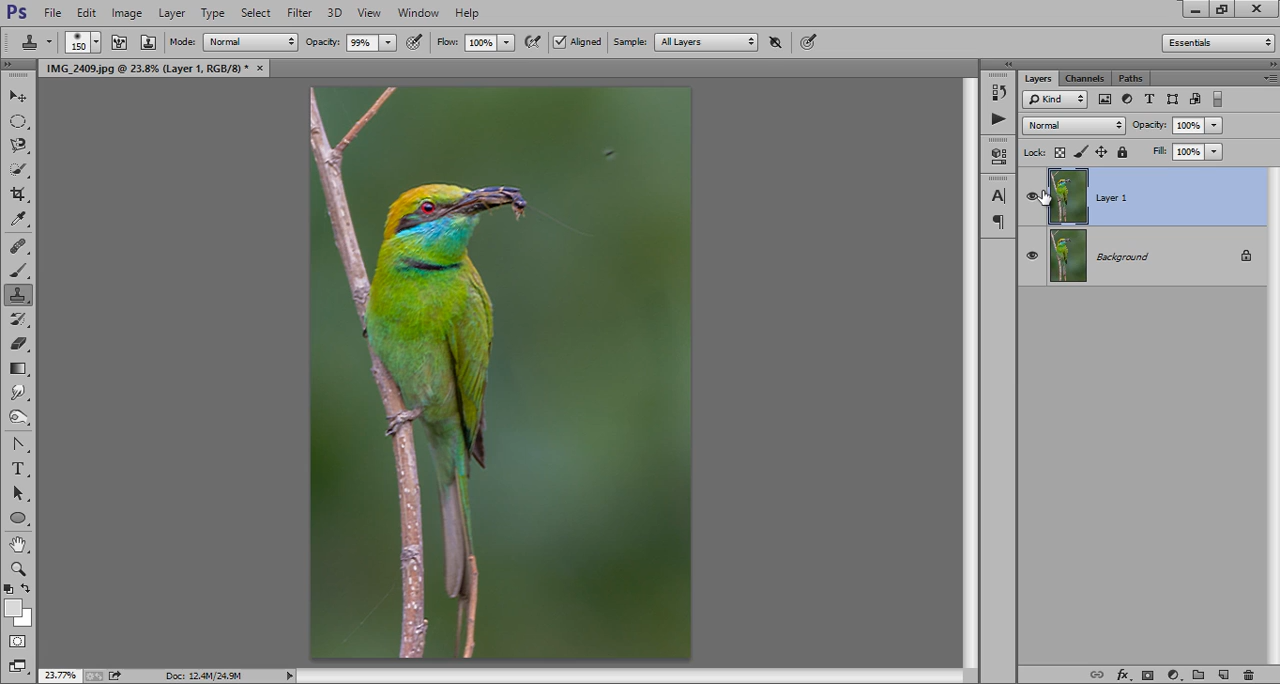 Ps File Edit Image Layer Type Select Filter 3D View Window Help
150 Mode: Normal Opacity: 99% Flow: 100% Aligned Sample: All Layers Essentials
IMG_2409.jpg @ 23.8% (Layer 1, RGB/8) * ×
Layers Channels Paths
Kind
Normal Opacity: 100%
Lock: Fill: 100%
Layer 1
Background
23.77% Doc: 12.4M/24.9M